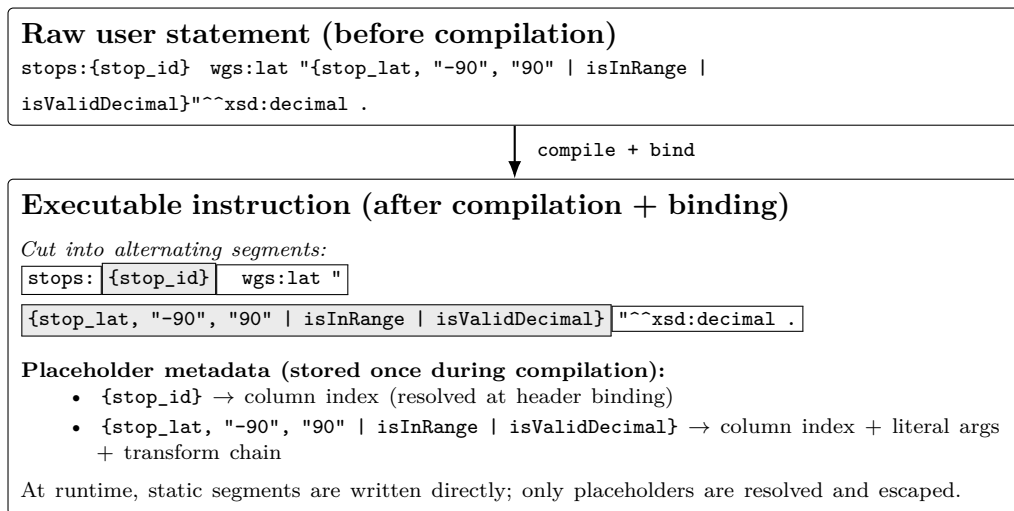 Raw user statement (before compilation)
stops:{stop_id}  wgs:lat "{stop_lat, "-90", "90" | isInRange |
isValidDecimal}"^^xsd:decimal .
compile + bind
Executable instruction (after compilation + binding)
Cut into alternating segments:
stops: {stop_id}  wgs:lat "
{stop_lat, "-90", "90" | isInRange | isValidDecimal} "^^xsd:decimal .
Placeholder metadata (stored once during compilation):
• {stop_id} → column index (resolved at header binding)
• {stop_lat, "-90", "90" | isInRange | isValidDecimal} → column index + literal args
+ transform chain
At runtime, static segments are written directly; only placeholders are resolved and escaped.